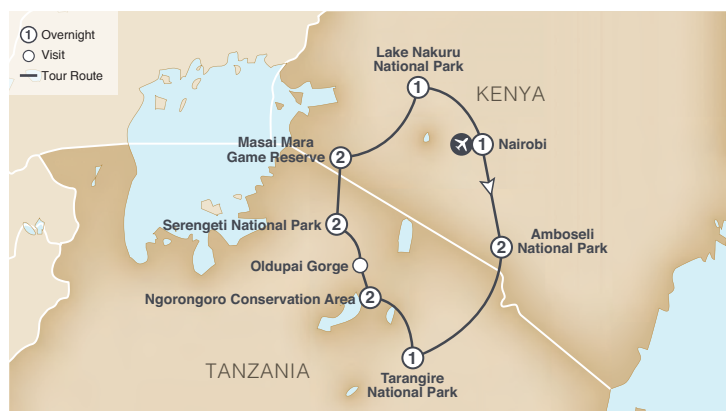 1 Overnight
Visit
Tour Route
Lake Nakuru
National Park
1
KENYA
Masai Mara
Game Reserve
2
1
Nairobi
Serengeti National Park
2
Amboseli
National Park
2
Oldupai Gorge
Ngorongoro Conservation Area
2
TANZANIA
1
Tarangire
National Park